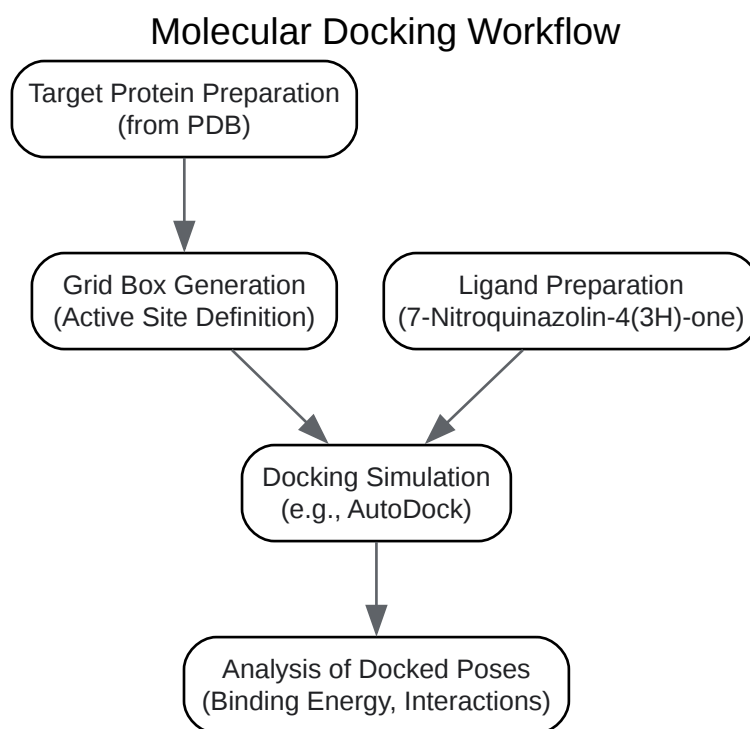 Molecular Docking Workflow
Target Protein Preparation
(from PDB)
Grid Box Generation
(Active Site Definition)
Ligand Preparation
(7-Nitroquinazolin-4(3H)-one)
Docking Simulation
(e.g., AutoDock)
Analysis of Docked Poses
(Binding Energy, Interactions)